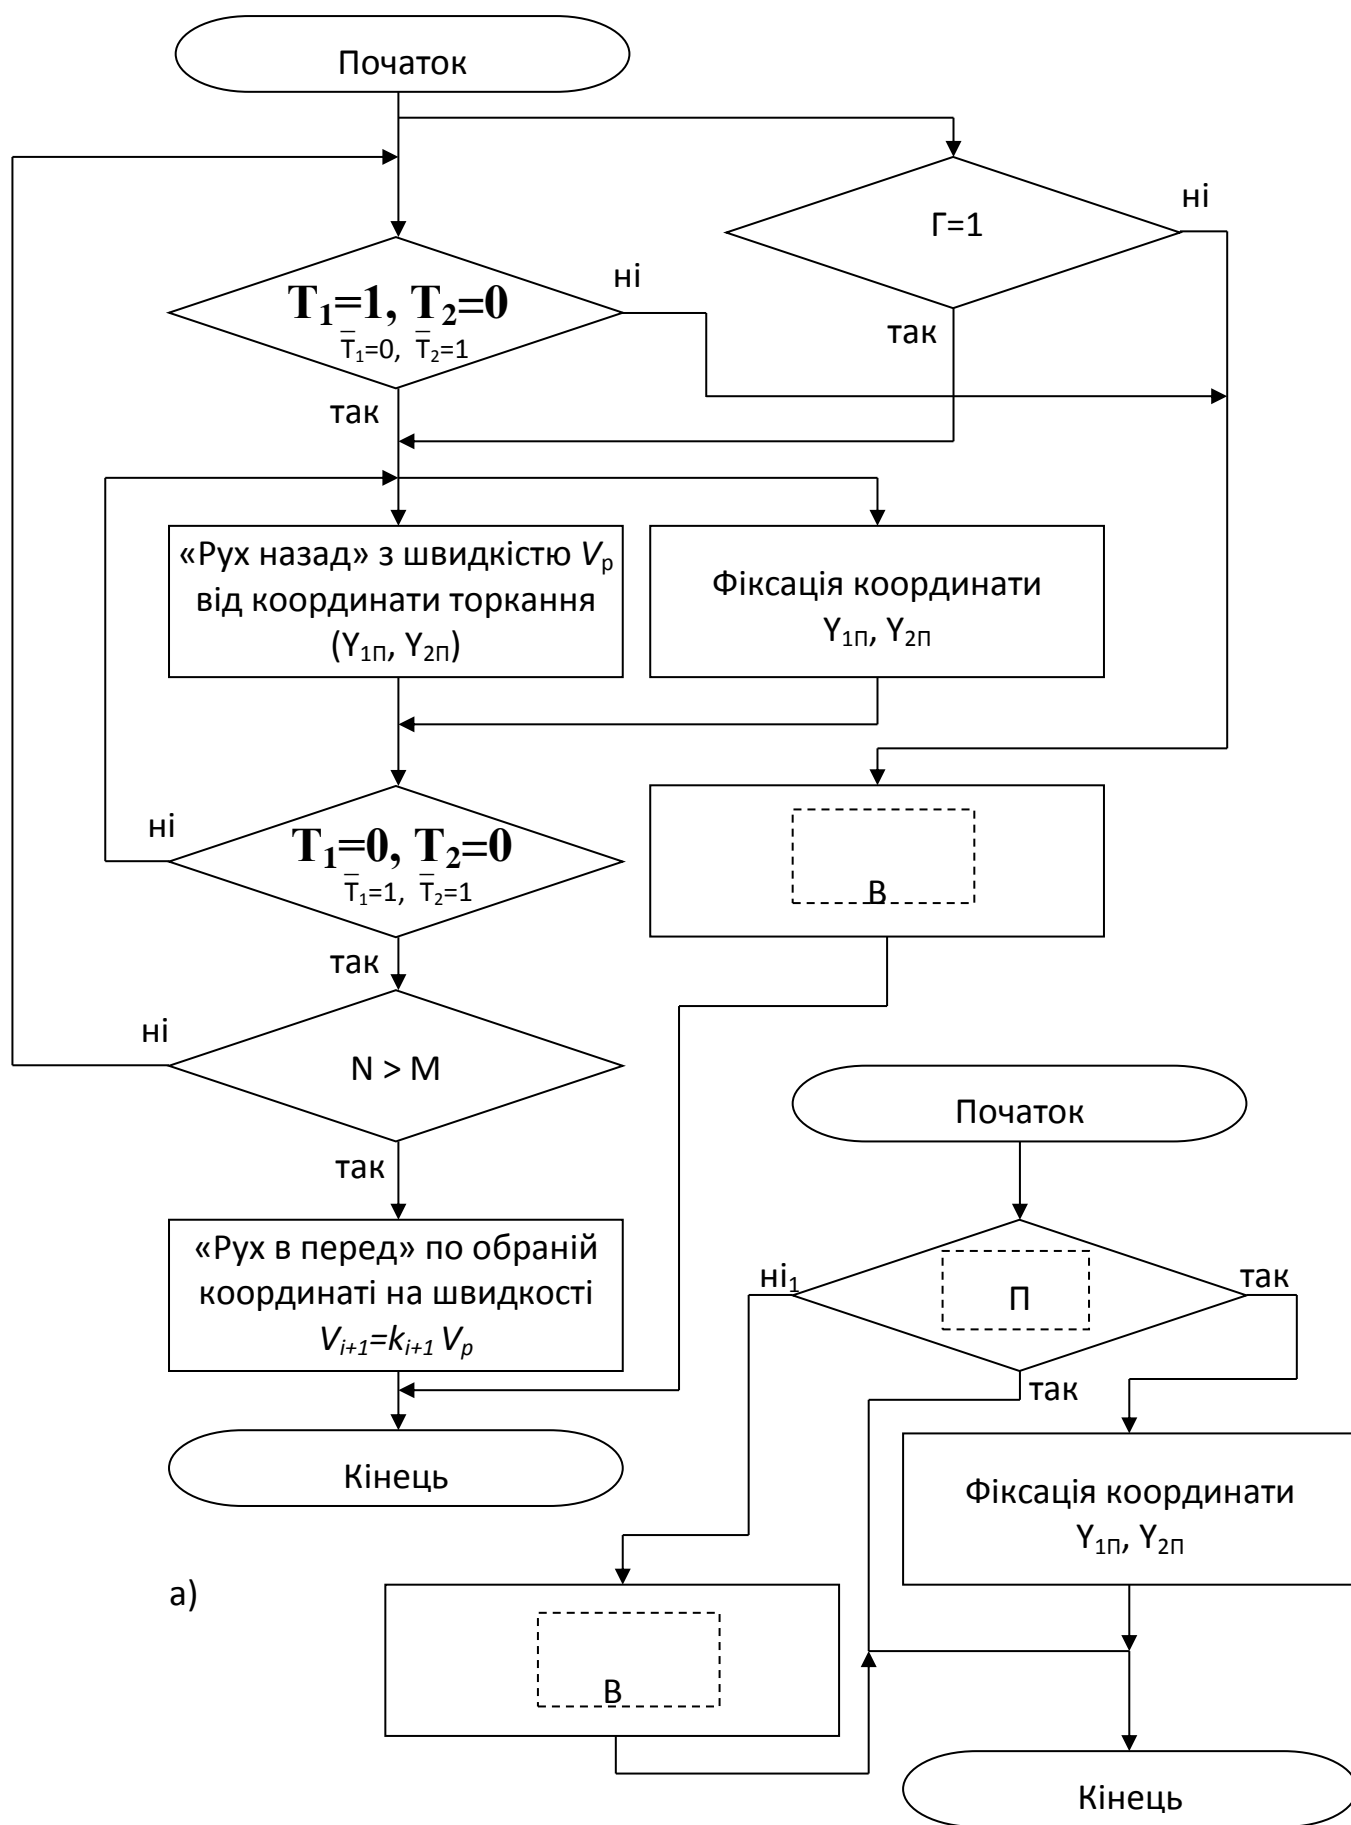 Початок
Г=1
ні
ні
T₁=1, T₂=0
T̅₁=0, T̅₂=1
так
так
«Рух назад» з швидкістю Vр
від координати торкання
(Y₁П, Y₂П)
Фіксація координати
Y₁П, Y₂П
ні
T₁=0, T₂=0
T̅₁=1, T̅₂=1
В
так
ні
N > M
Початок
так
«Рух в перед» по обраній
координаті на швидкості
Vi+1=ki+1 Vp
ні₁
П
так
так
Кінець
Фіксація координати
Y₁П, Y₂П
а)
В
Кінець